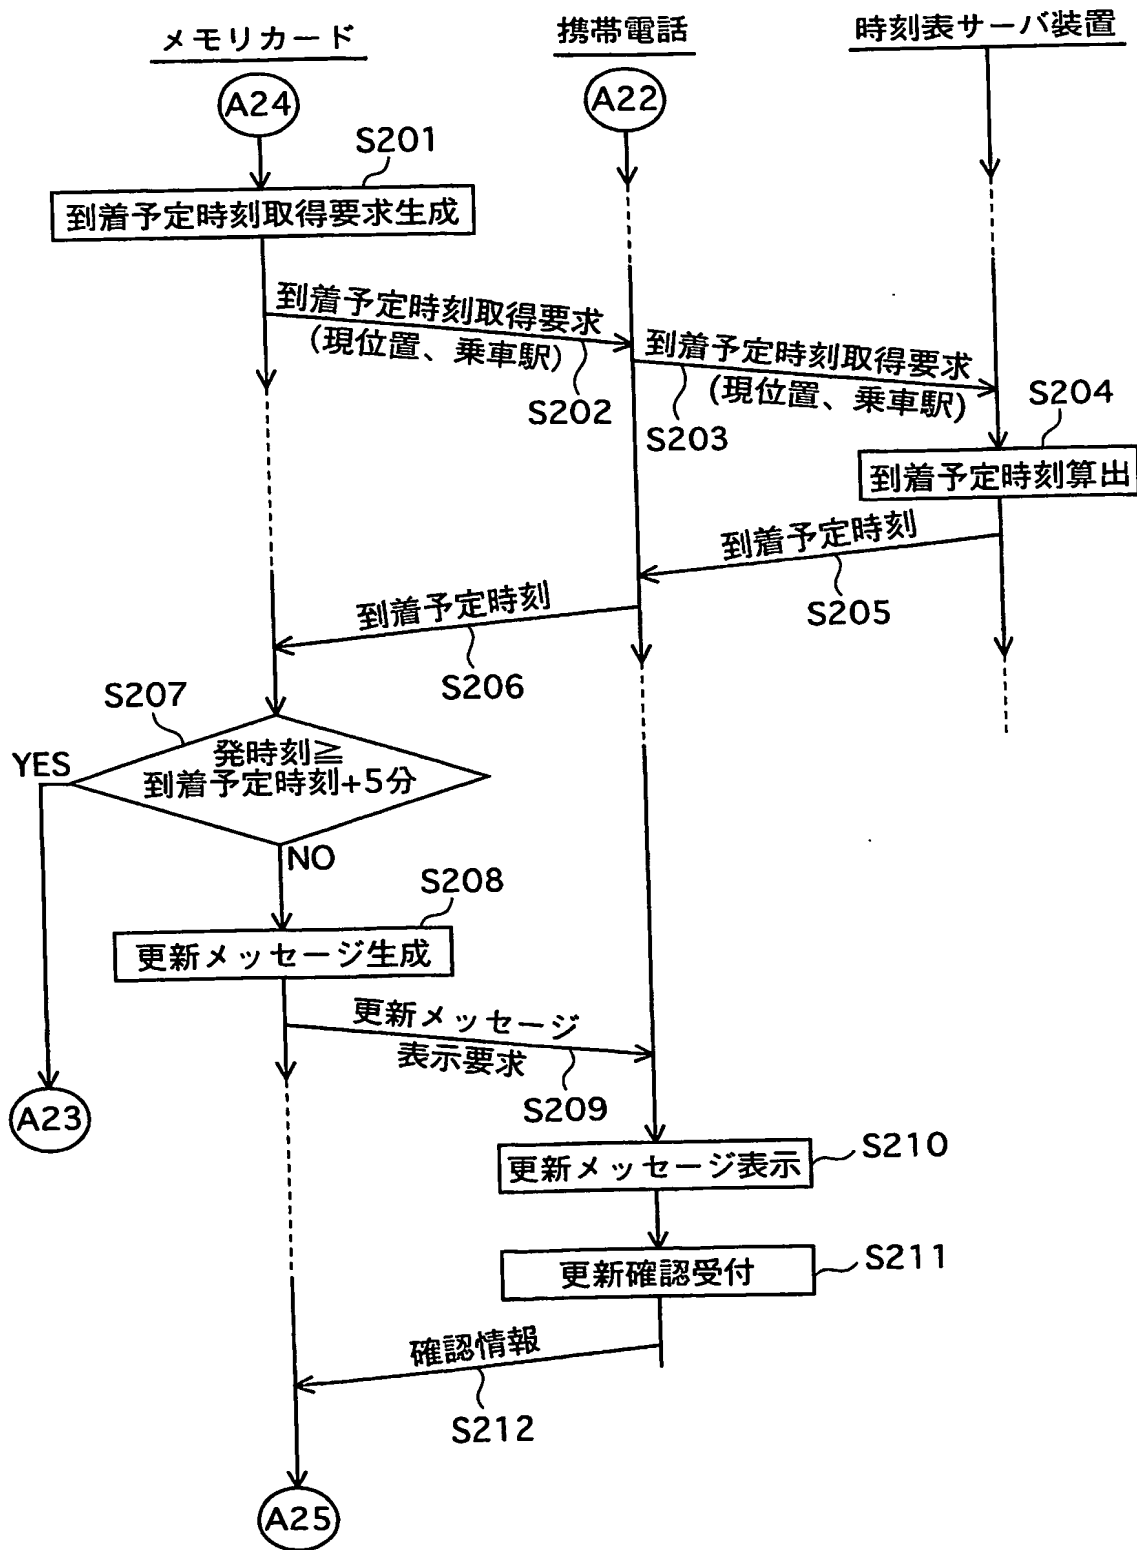 メモリカード
携帯電話
時刻表サーバ装置
A24
A22
S201
到着予定時刻取得要求生成
到着予定時刻取得要求
(現位置、乗車駅)
S202
到着予定時刻取得要求
(現位置、乗車駅)
S203
S204
到着予定時刻算出
到着予定時刻
S205
到着予定時刻
S206
S207
発時刻≧
到着予定時刻+5分
YES
NO
S208
更新メッセージ生成
更新メッセージ
表示要求
S209
A23
更新メッセージ表示
S210
更新確認受付
S211
確認情報
S212
A25